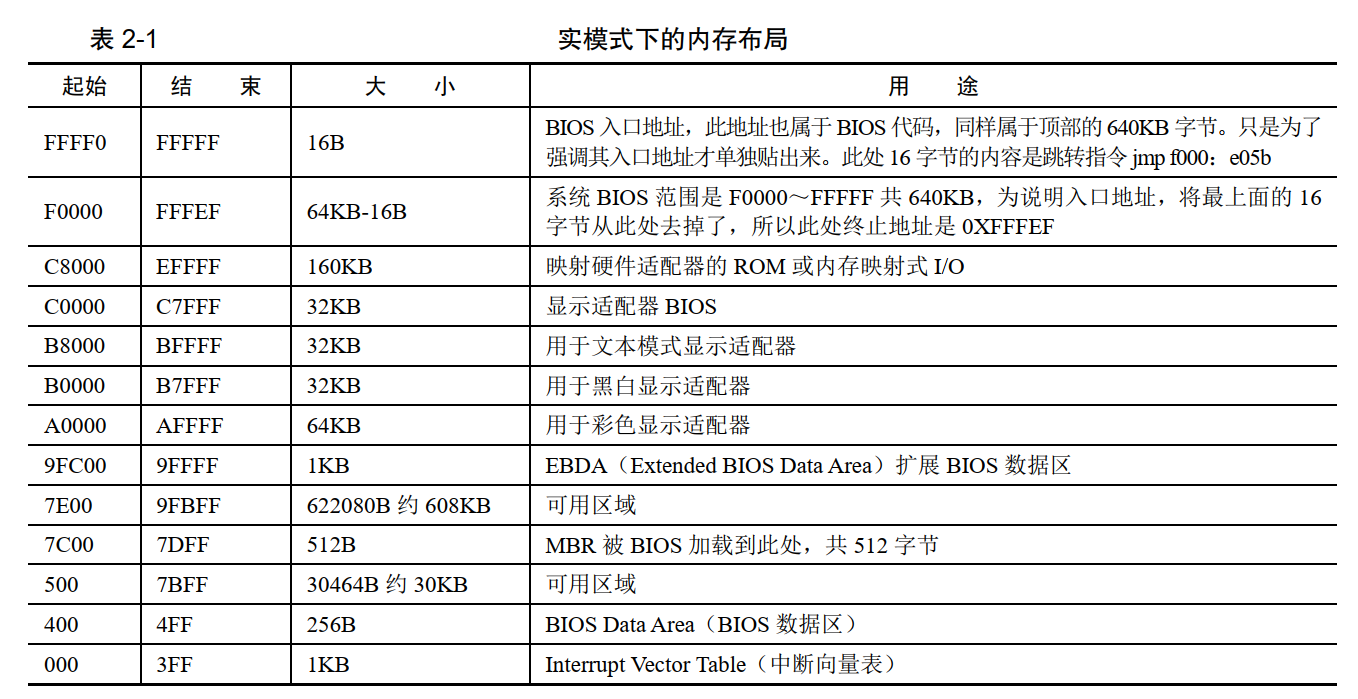 表 2-1 实模式下的内存布局
起始 结 束 大 小 用 途
FFFF0 FFFFF 16B BIOS 入口地址，此地址也属于 BIOS 代码，同样属于顶部的 640KB 字节。只是为了
强调其入口地址才单独贴出来。此处 16 字节的内容是跳转指令 jmp f000：e05b
F0000 FFFEF 64KB-16B 系统 BIOS 范围是 F0000～FFFFF 共 640KB，为说明入口地址，将最上面的 16
字节从此处去掉了，所以此处终止地址是 0XFFFEF
C8000 EFFFF 160KB 映射硬件适配器的 ROM 或内存映射式 I/O
C0000 C7FFF 32KB 显示适配器 BIOS
B8000 BFFFF 32KB 用于文本模式显示适配器
B0000 B7FFF 32KB 用于黑白显示适配器
A0000 AFFFF 64KB 用于彩色显示适配器
9FC00 9FFFF 1KB EBDA（Extended BIOS Data Area）扩展 BIOS 数据区
7E00 9FBFF 622080B 约 608KB 可用区域
7C00 7DFF 512B MBR 被 BIOS 加载到此处，共 512 字节
500 7BFF 30464B 约 30KB 可用区域
400 4FF 256B BIOS Data Area（BIOS 数据区）
000 3FF 1KB Interrupt Vector Table（中断向量表）